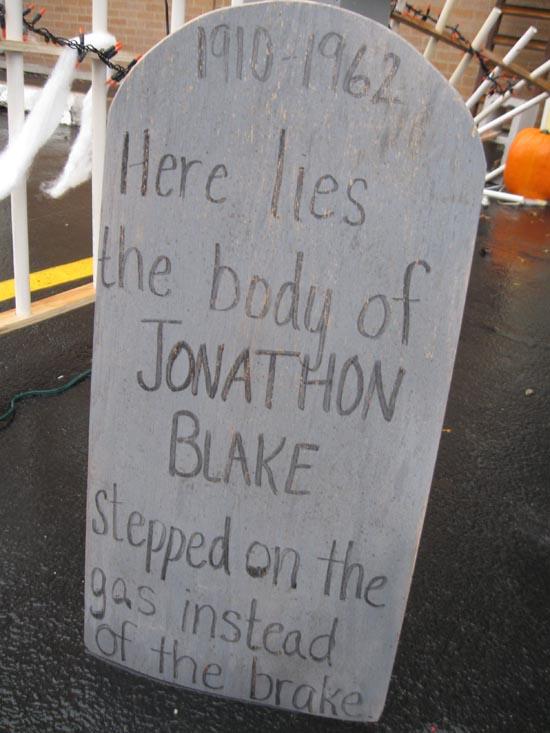 1910-1962
Here lies
the body of
JONATHON
BLAKE
stepped on the
gas instead
of the brake